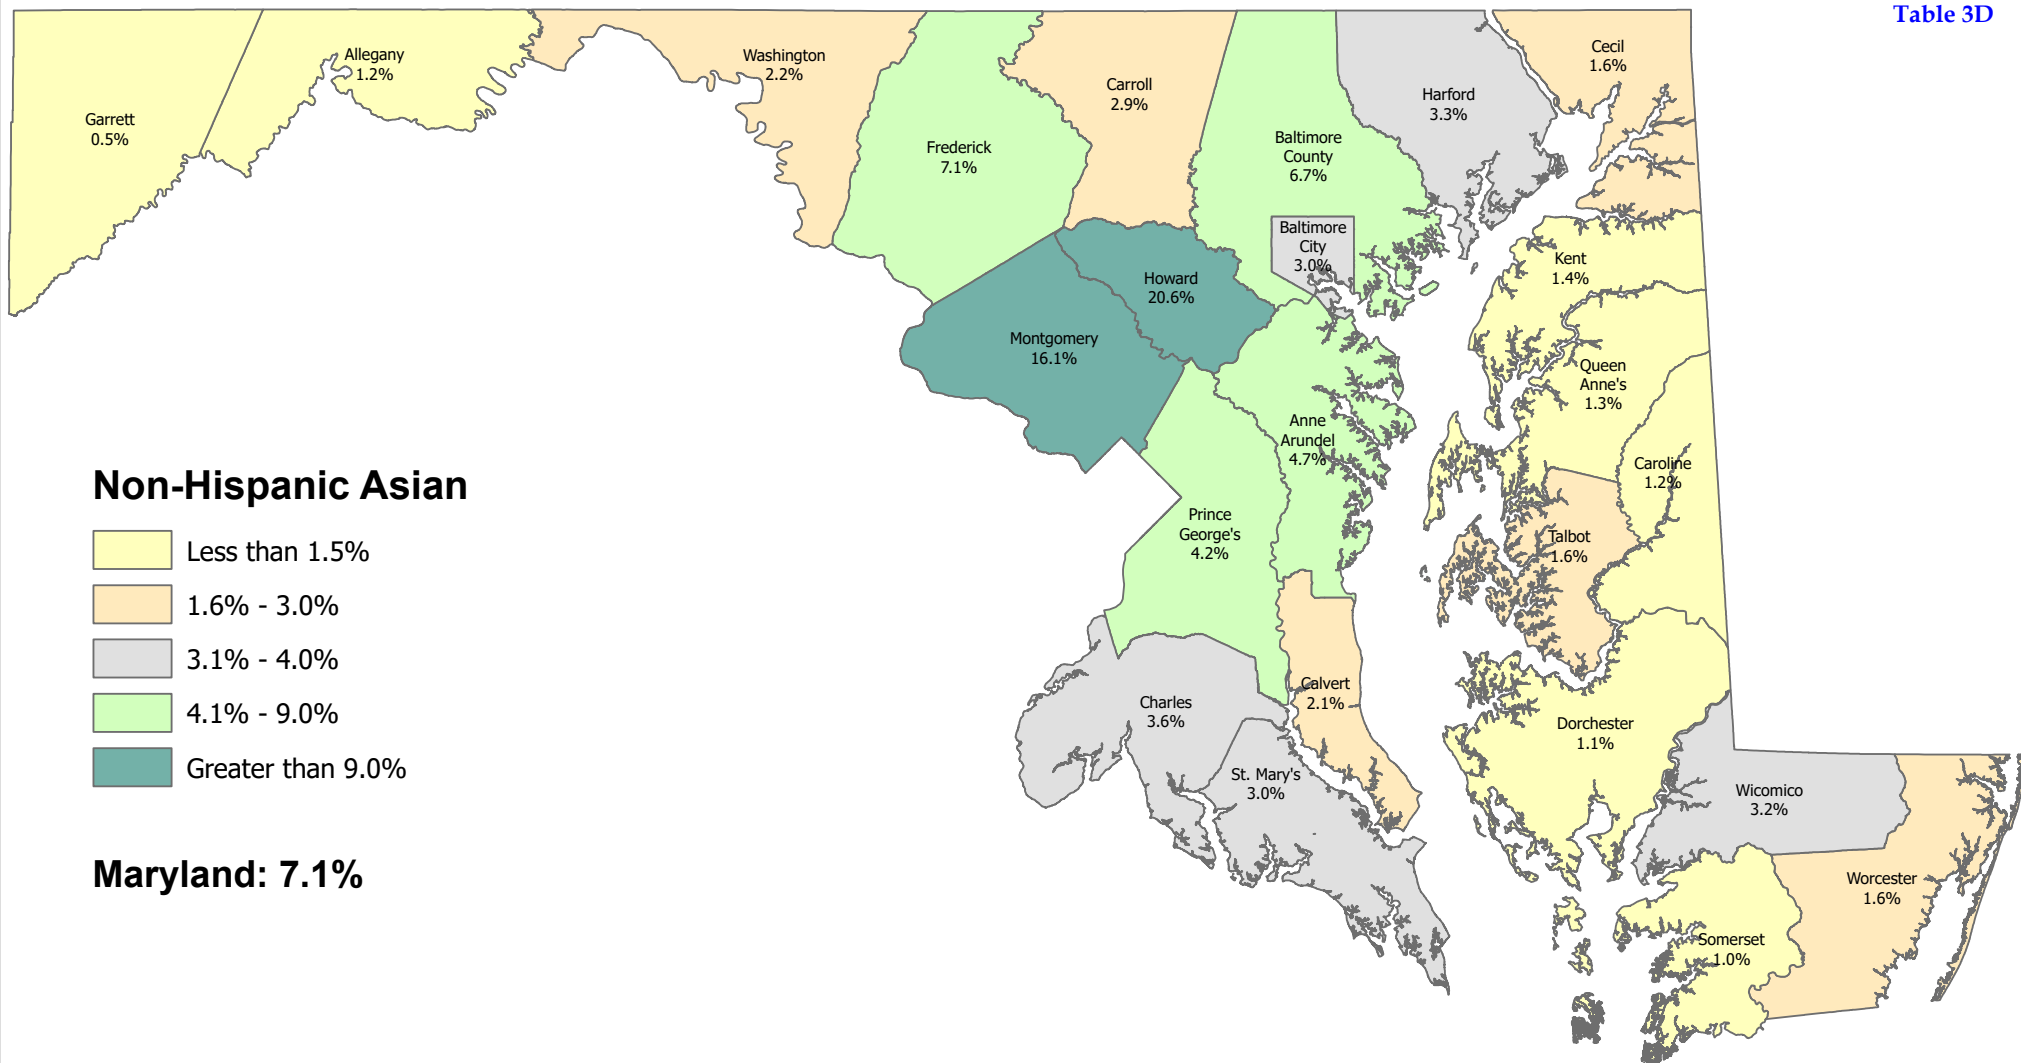 Table 3D
Garrett
0.5%
Allegany
1.2%
Washington
2.2%
Frederick
7.1%
Carroll
2.9%
Baltimore
County
6.7%
Harford
3.3%
Cecil
1.6%
Baltimore
City
3.0%
Howard
20.6%
Montgomery
16.1%
Kent
1.4%
Queen
Anne's
1.3%
Anne
Arundel
4.7%
Caroline
1.2%
Prince
George's
4.2%
Talbot
1.6%
Calvert
2.1%
Charles
3.6%
St. Mary's
3.0%
Dorchester
1.1%
Wicomico
3.2%
Worcester
1.6%
Somerset
1.0%
Non-Hispanic Asian
Less than 1.5%
1.6% - 3.0%
3.1% - 4.0%
4.1% - 9.0%
Greater than 9.0%
Maryland: 7.1%